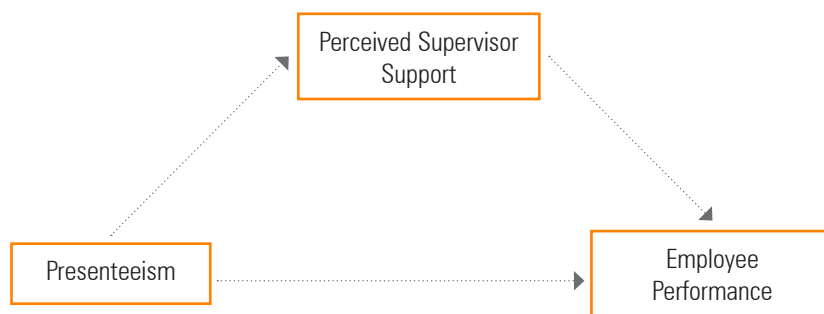 Perceived Supervisor
Support
Presenteeism
Employee
Performance